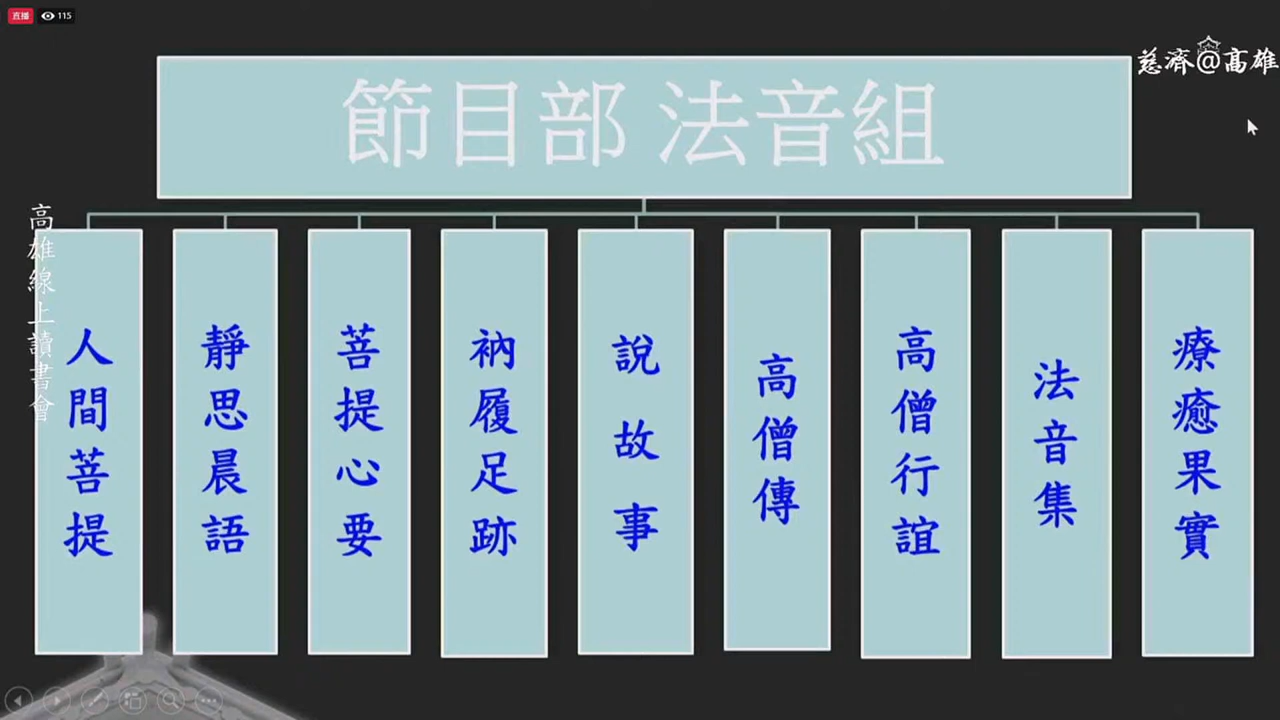 直播 115
慈濟@高雄
節目部 法音組
高雄線上讀書會
人間菩提
靜思晨語
菩提心要
衲履足跡
說故事
高僧傳
高僧行誼
法音集
療癒果實